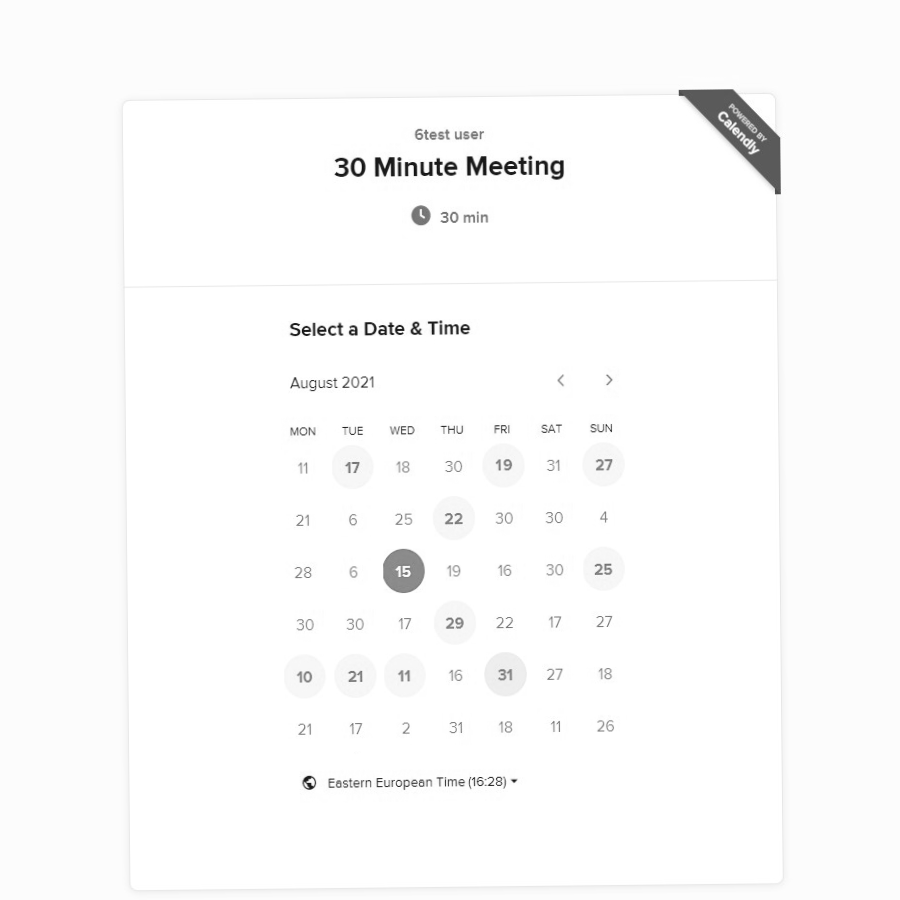 POWERED BY
Calendly
6test user
30 Minute Meeting
30 min
Select a Date & Time
August 2021
MON TUE WED THU FRI SAT SUN
11 17 18 30 19 31 27
21 6 25 22 30 30 4
28 6 15 19 16 30 25
30 30 17 29 22 17 27
10 21 11 16 31 27 18
21 17 2 31 18 11 26
Eastern European Time (16:28)